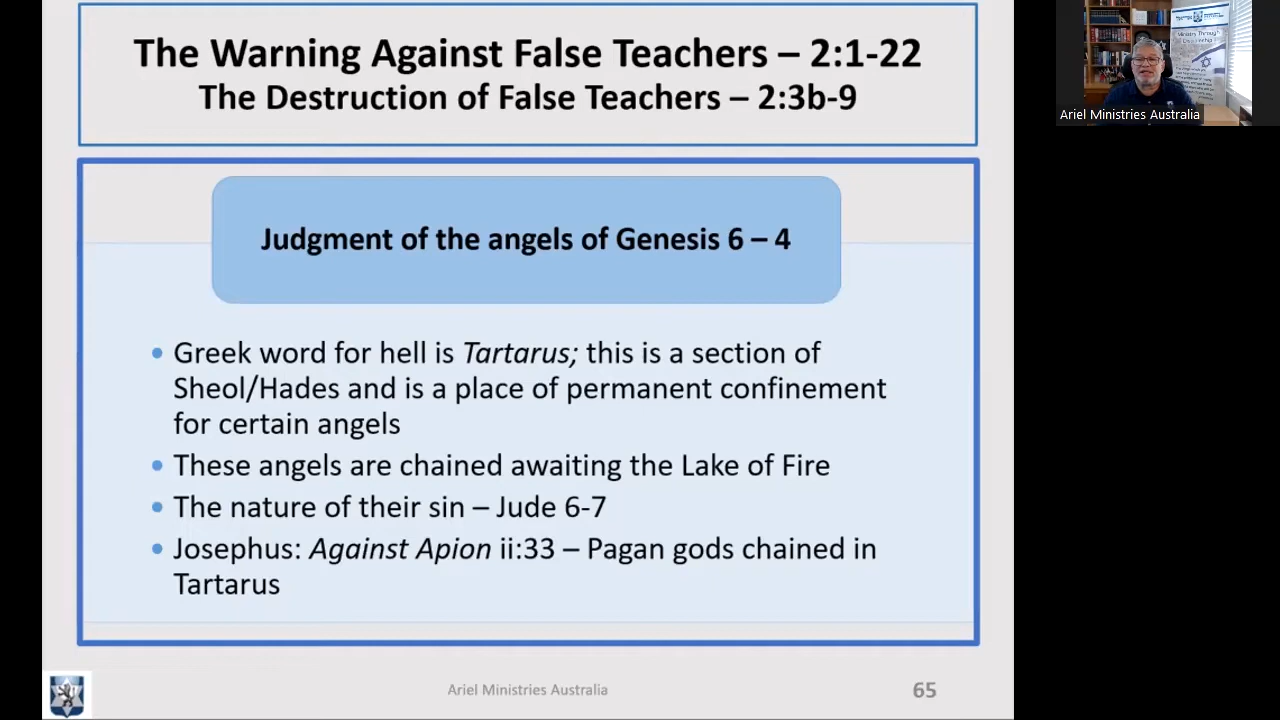 The Warning Against False Teachers – 2:1-22
The Destruction of False Teachers – 2:3b-9
Judgment of the angels of Genesis 6 – 4
• Greek word for hell is Tartarus; this is a section of
Sheol/Hades and is a place of permanent confinement
for certain angels
• These angels are chained awaiting the Lake of Fire
• The nature of their sin – Jude 6-7
• Josephus: Against Apion ii:33 – Pagan gods chained in
Tartarus
Ariel Ministries Australia
65
Ministry Through
Discipleship
Ariel Ministries Australia